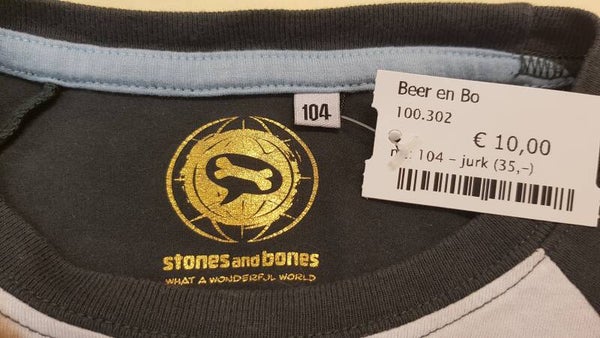 104
stones and bones
WHAT A WONDERFUL WORLD
Beer en Bo
100.302
€ 10,00
104 - jurk (35,-)